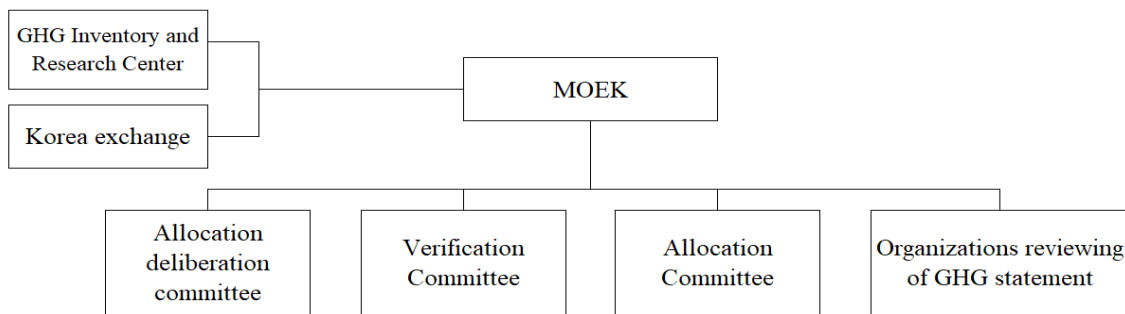 GHG Inventory and
Research Center
MOEK
Korea exchange
Allocation
deliberation
committee
Verification
Committee
Allocation
Committee
Organizations reviewing
of GHG statement